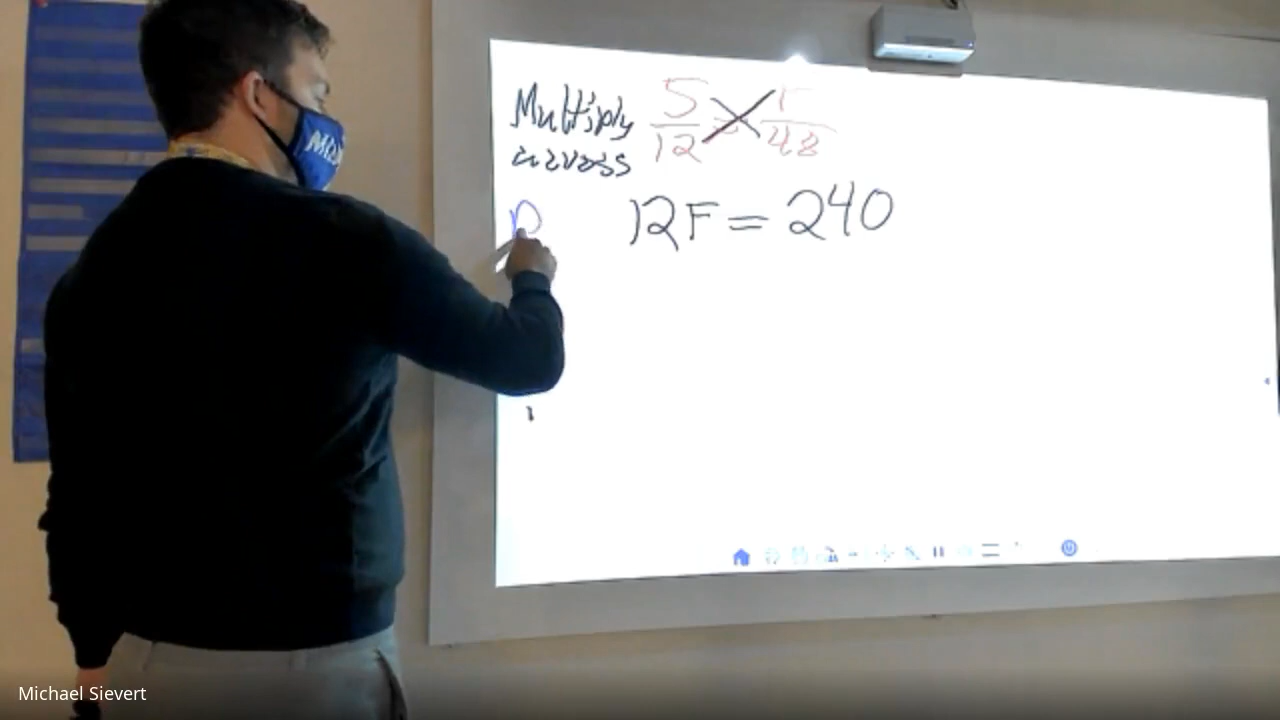 Multiply
across
5/12 = F/48
12F = 240
D
Michael Sievert